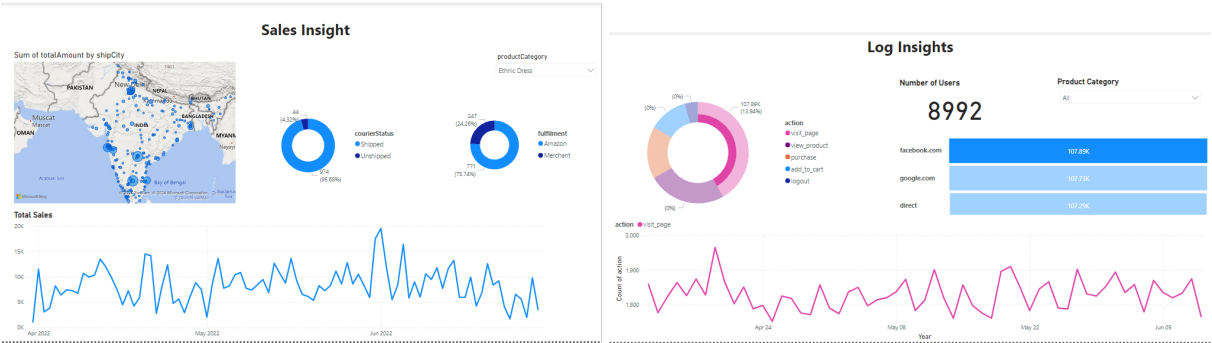 Sales Insight
Sum of totalAmount by shipCity
PAKISTAN
New Delhi
NEPAL
BHUTAN
BANGLADESH
INDIA
Muscat
OMAN
MYANM
Arabian Sea
Bay of Bengal
Microsoft Bing
44
(4.32%)
974
(95.68%)
courierStatus
Shipped
Unshipped
productCategory
Ethnic Dress
247
(24.26%)
771
(75.74%)
fulfilment
Amazon
Merchant
Total Sales
20K
15K
10K
5K
0K
Apr 2022
May 2022
Jun 2022
Log Insights
(0%)
(0%)
107.89K
(13.94%)
(0%)
action
visit_page
view_product
purchase
add_to_cart
logout
Number of Users
8992
Product Category
All
facebook.com
107.89K
google.com
107.73K
direct
107.29K
action
visit_page
Count of action
2,000
1,900
1,800
Apr 24
May 08
May 22
Jun 05
Year